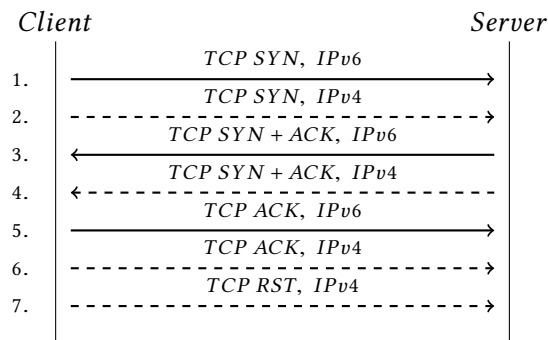 Client Server
TCP SYN, IPv6
1.
TCP SYN, IPv4
2.
TCP SYN + ACK, IPv6
3.
TCP SYN + ACK, IPv4
4.
TCP ACK, IPv6
5.
TCP ACK, IPv4
6.
TCP RST, IPv4
7.